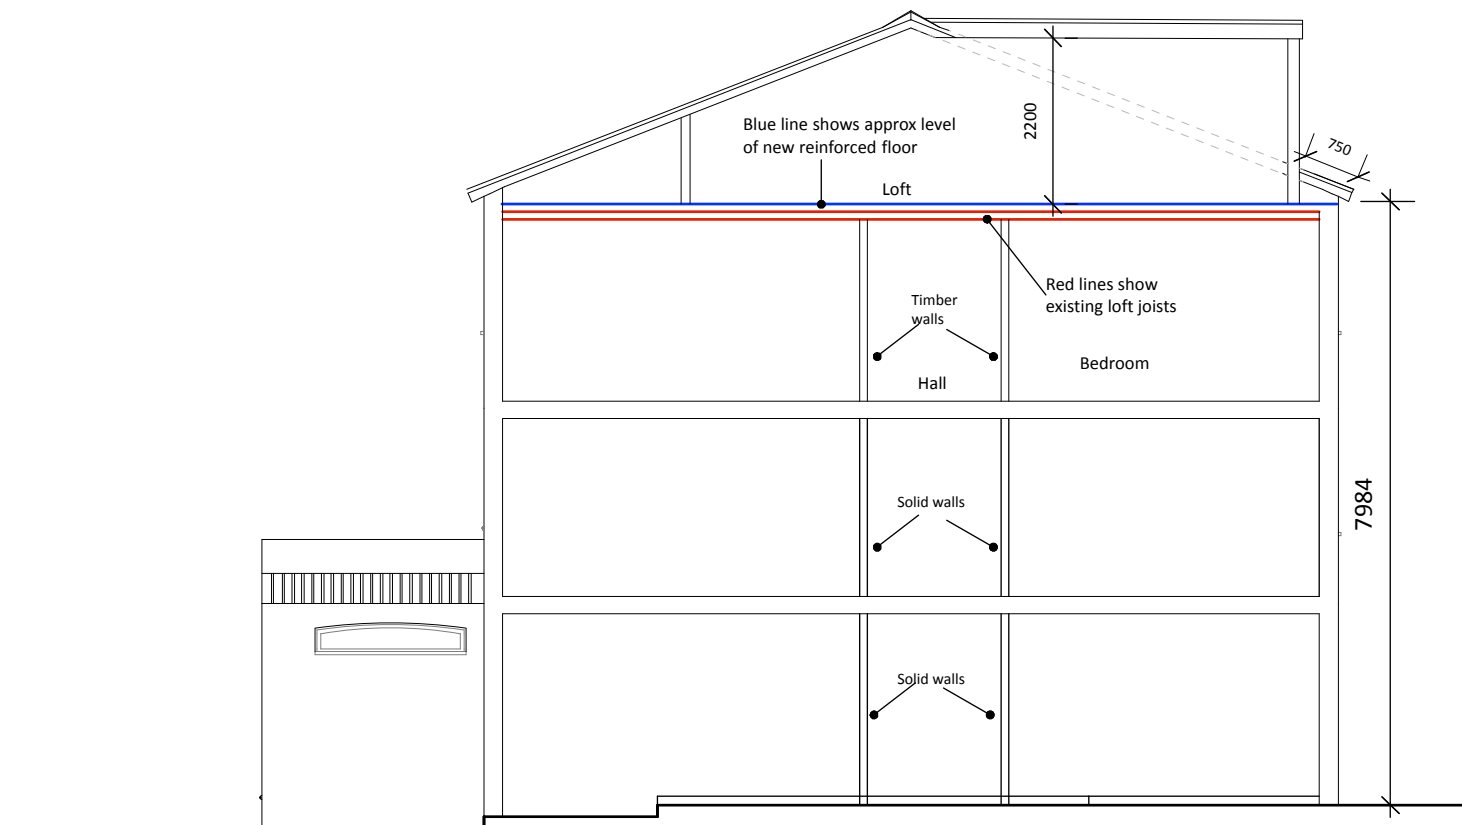 Blue line shows approx level
of new reinforced floor
2200
750
Loft
Red lines show
existing loft joists
Timber
walls
Bedroom
Hall
Solid walls
7984
Solid walls